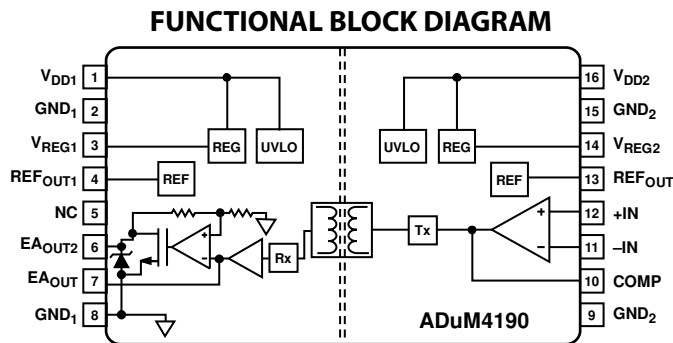 FUNCTIONAL BLOCK DIAGRAM
VDD1 1
GND1 2
VREG1 3
REFOUT1 4
NC 5
EAOUT2 6
EAOUT 7
GND1 8
REG
UVLO
REF
+
−
Rx
UVLO
REG
REF
Tx
+
−
ADuM4190
16 VDD2
15 GND2
14 VREG2
13 REFOUT
12 +IN
11 –IN
10 COMP
9 GND2